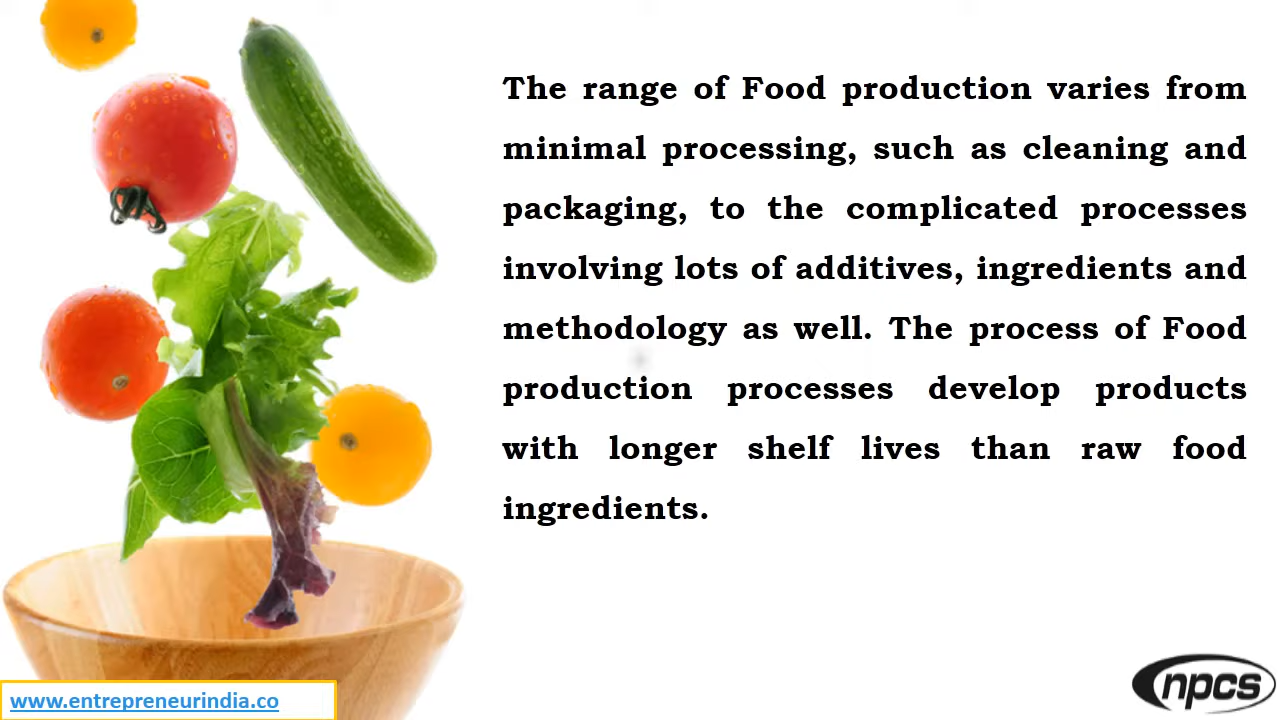 The range of Food production varies from
minimal processing, such as cleaning and
packaging, to the complicated processes
involving lots of additives, ingredients and
methodology as well. The process of Food
production processes develop products
with longer shelf lives than raw food
ingredients.
www.entrepreneurindia.co
npcs